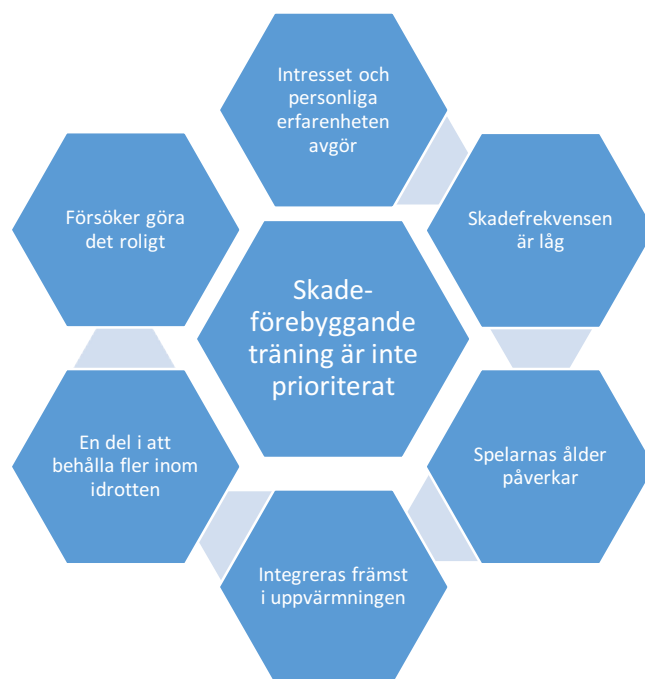 Intresset och
personliga
erfarenheten
avgör
Skadefrekvensen
är låg
Spelarnas ålder
påverkar
Integreras främst
i uppvärmningen
En del i att
behålla fler inom
idrotten
Försöker göra
det roligt
Skade-
förebyggande
träning är inte
prioriterat